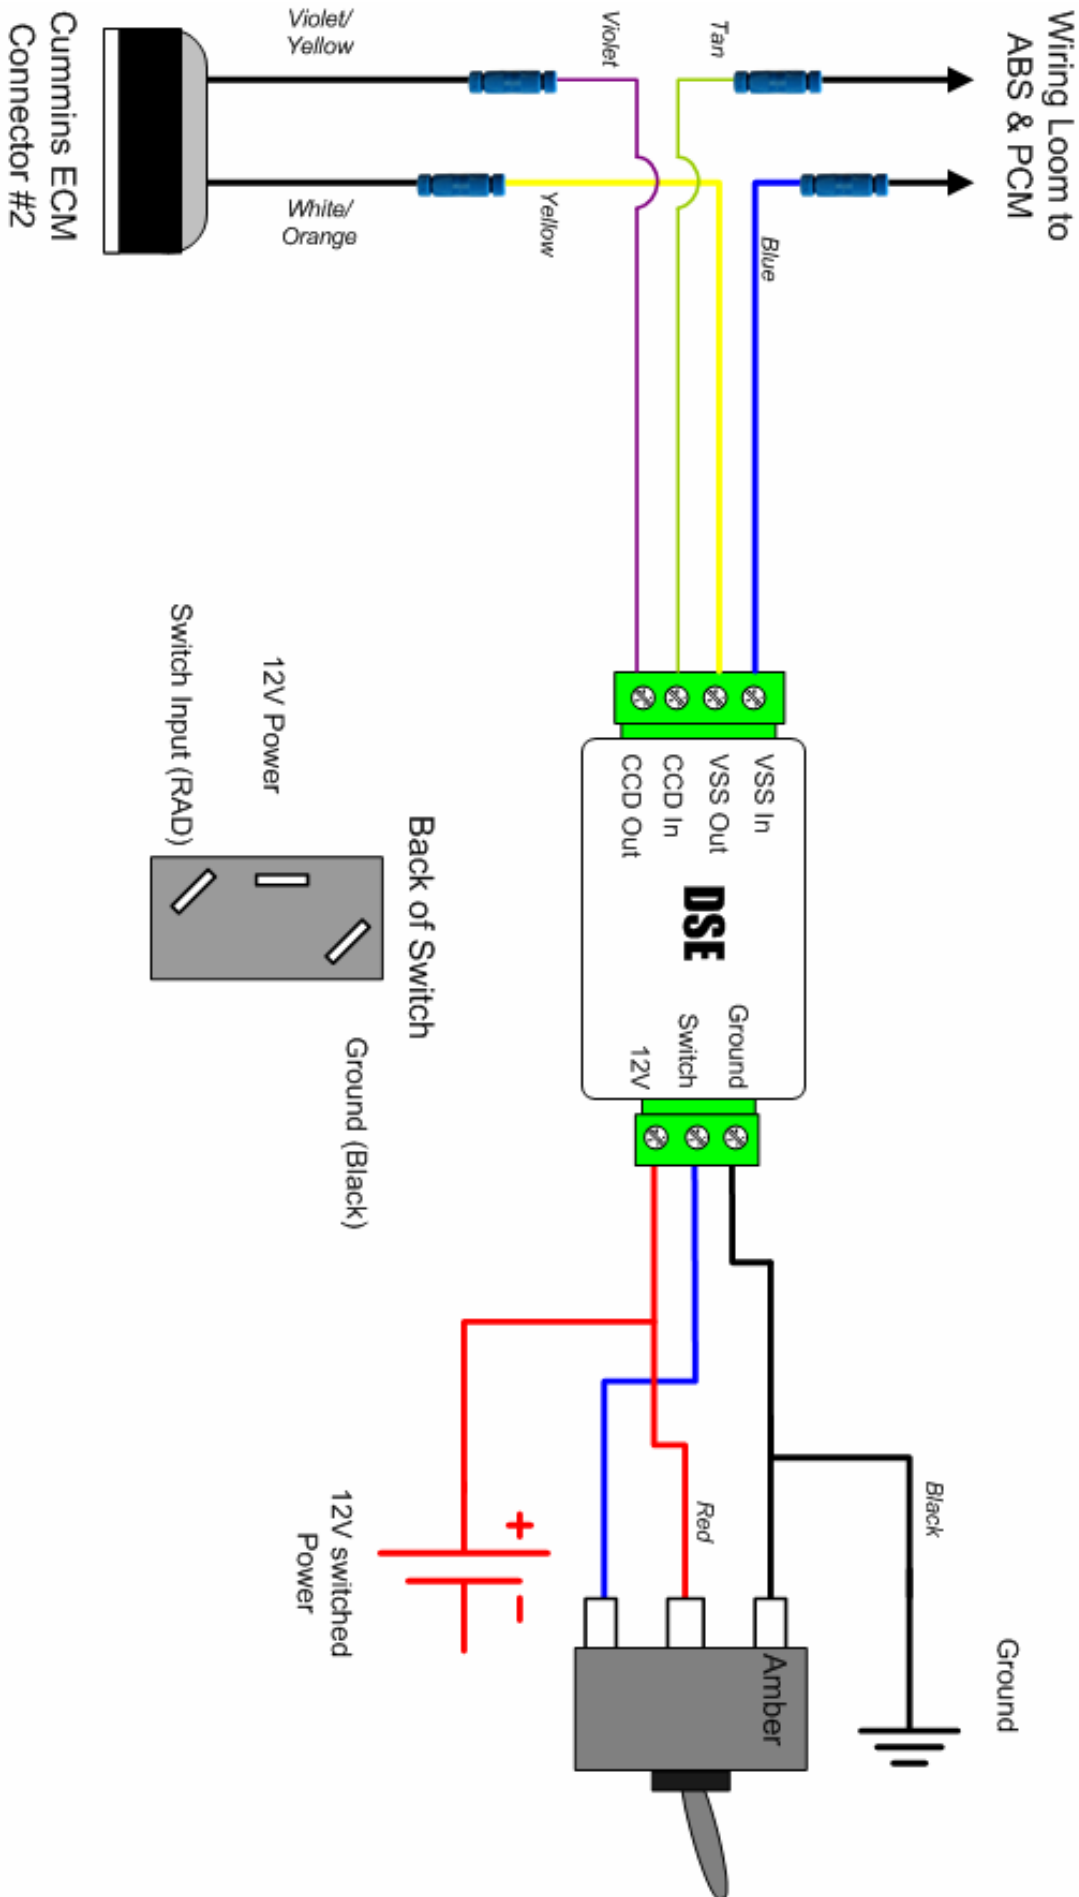 Wiring Loom to
ABS & PCM
Cummins ECM
Connector #2
Violet/
Yellow
White/
Orange
Violet
Tan
Yellow
Blue
VSS In
VSS Out
CCD In
CCD Out
DSE
Ground
Switch
12V
Back of Switch
12V Power
Switch Input (RAD)
Ground (Black)
Black
Red
12V switched
Power
+
-
Ground
Amber